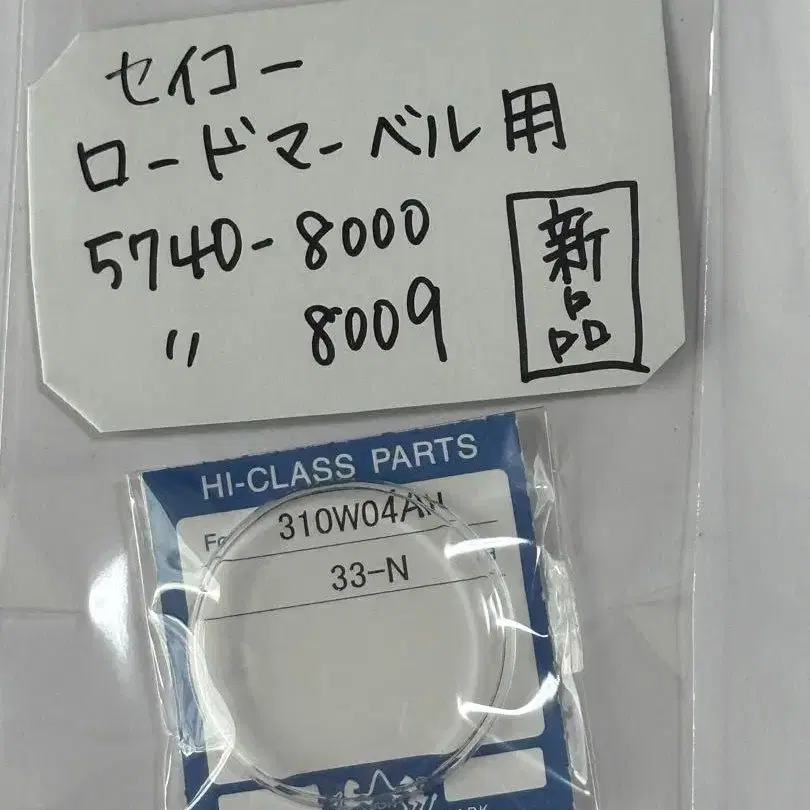 セイコー
ロードマーベル用
5740-8000
〃 8009
新品
HI-CLASS PARTS
310W04AW
33-N